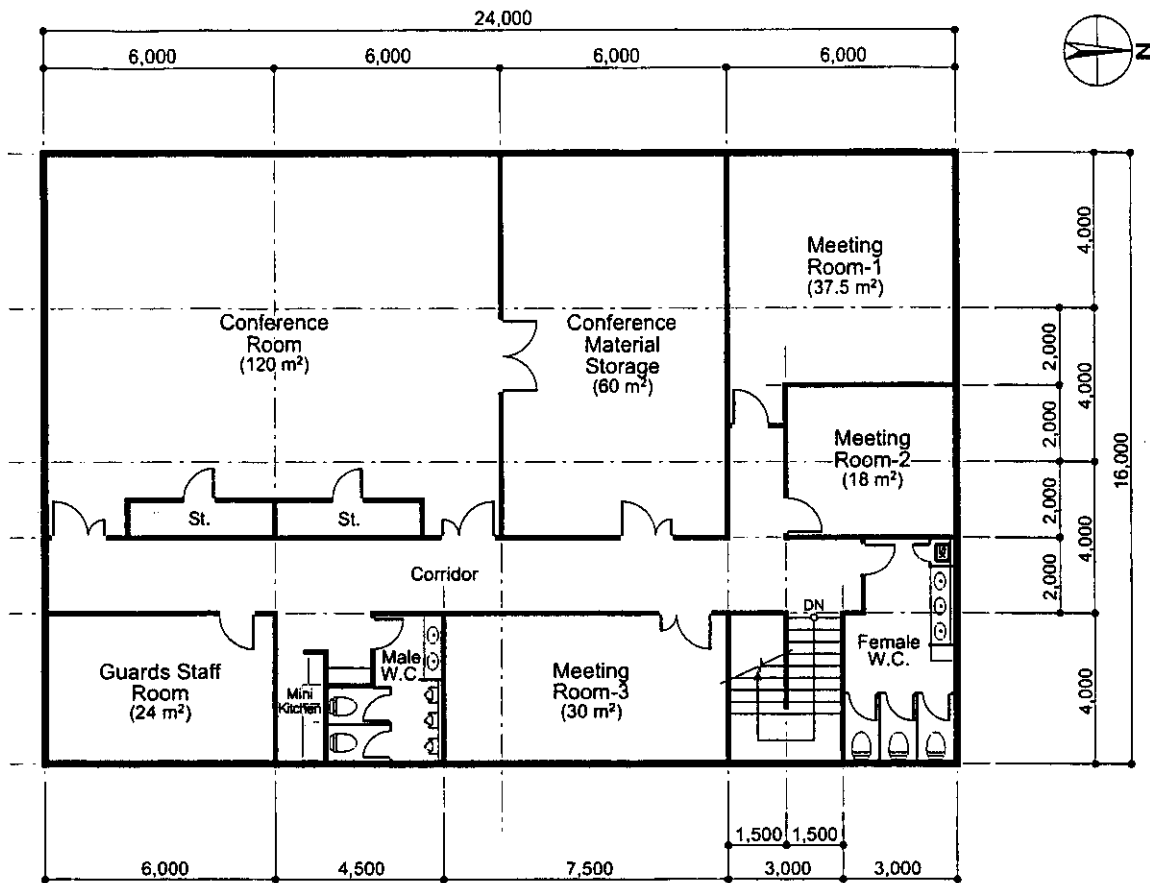 24,000
6,000
6,000
6,000
6,000
N
Meeting
Room-1
(37.5 m²)
4,000
Conference
Room
(120 m²)
Conference
Material
Storage
(60 m²)
2,000
4,000
2,000
Meeting
Room-2
(18 m²)
16,000
St.
St.
2,000
4,000
2,000
Corridor
DN
Guards Staff
Room
(24 m²)
Mini
Kitchen
Male
W.C.
Meeting
Room-3
(30 m²)
Female
W.C.
4,000
1,500
1,500
6,000
4,500
7,500
3,000
3,000